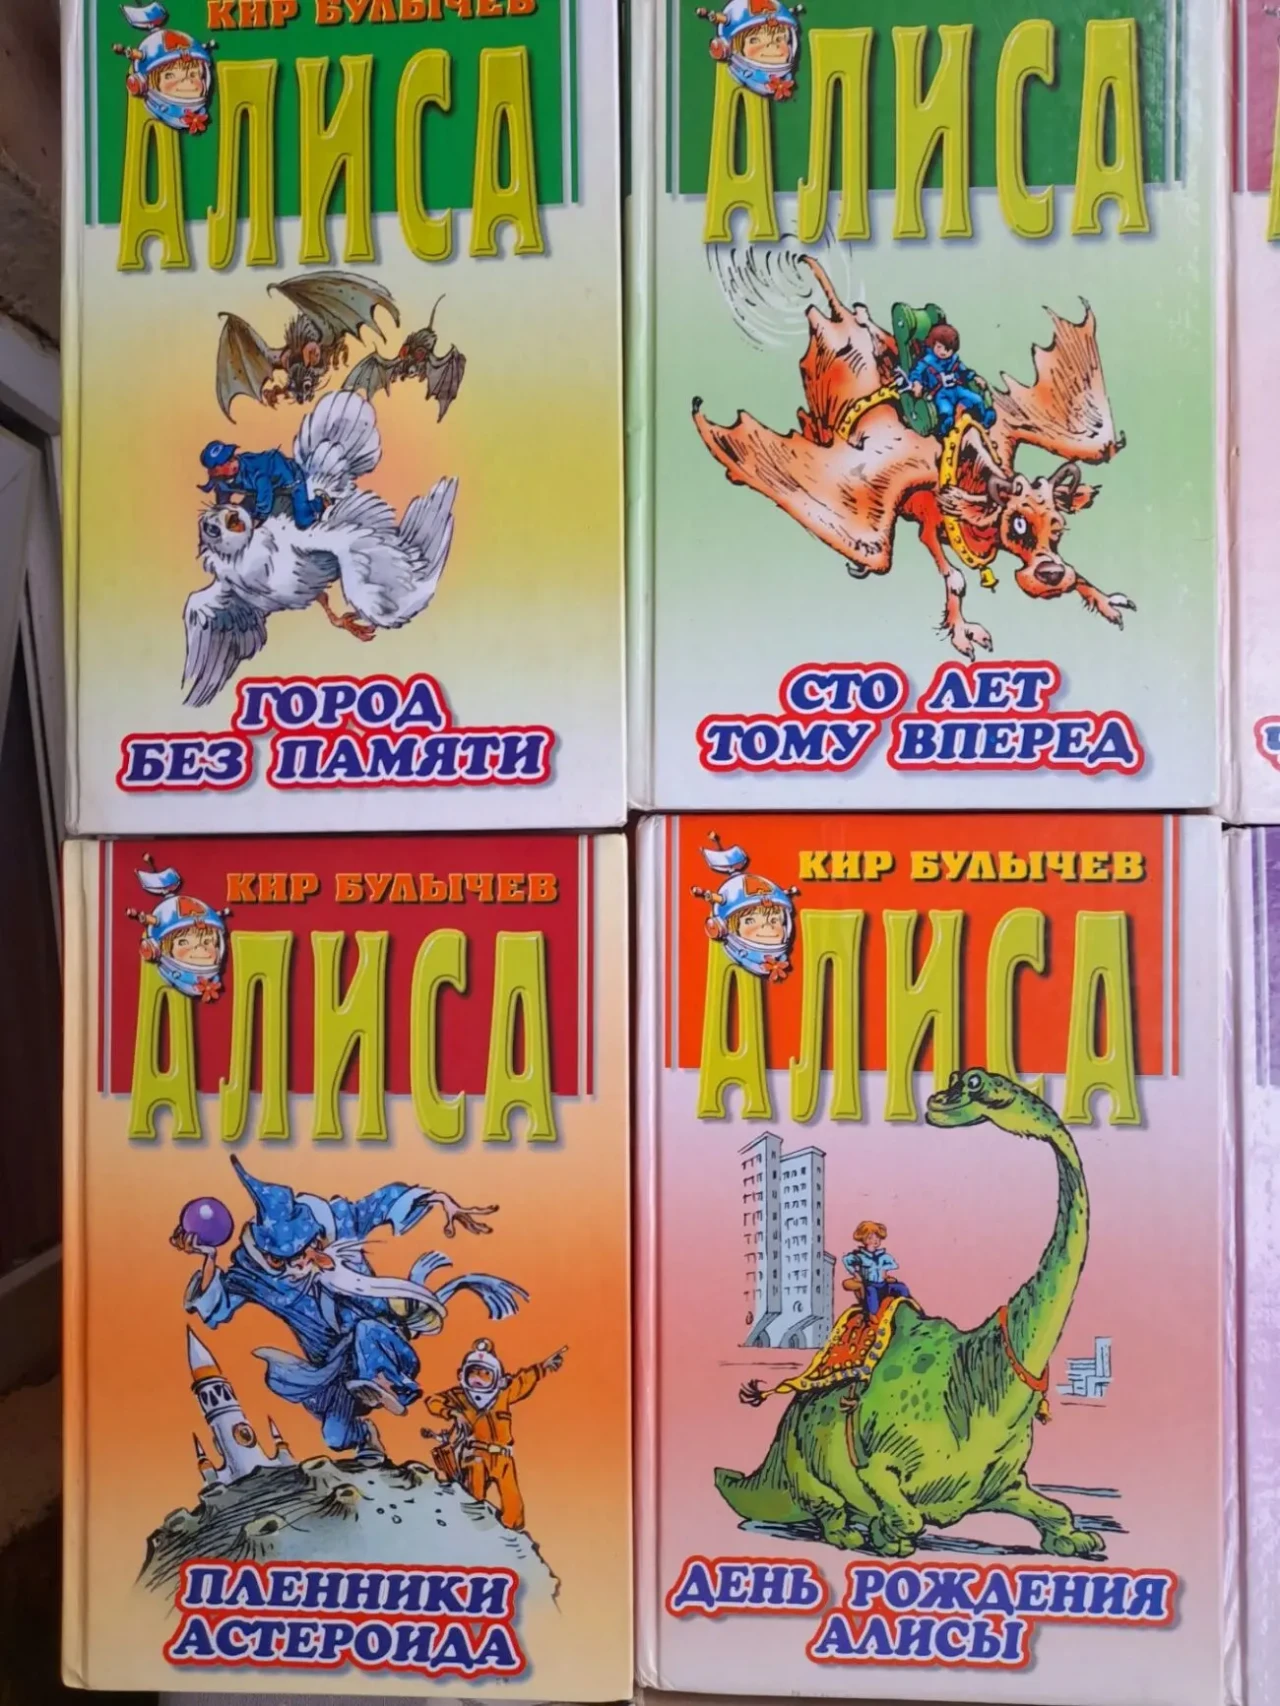 КИР БУЛЫЧЕВ
АЛИСА
ГОРОД
БЕЗ ПАМЯТИ
АЛИСА
СТО ЛЕТ
ТОМУ ВПЕРЕД
КИР БУЛЫЧЕВ
АЛИСА
ПЛЕННИКИ
АСТЕРОИДА
КИР БУЛЫЧЕВ
АЛИСА
ДЕНЬ РОЖДЕНИЯ
АЛИСЫ